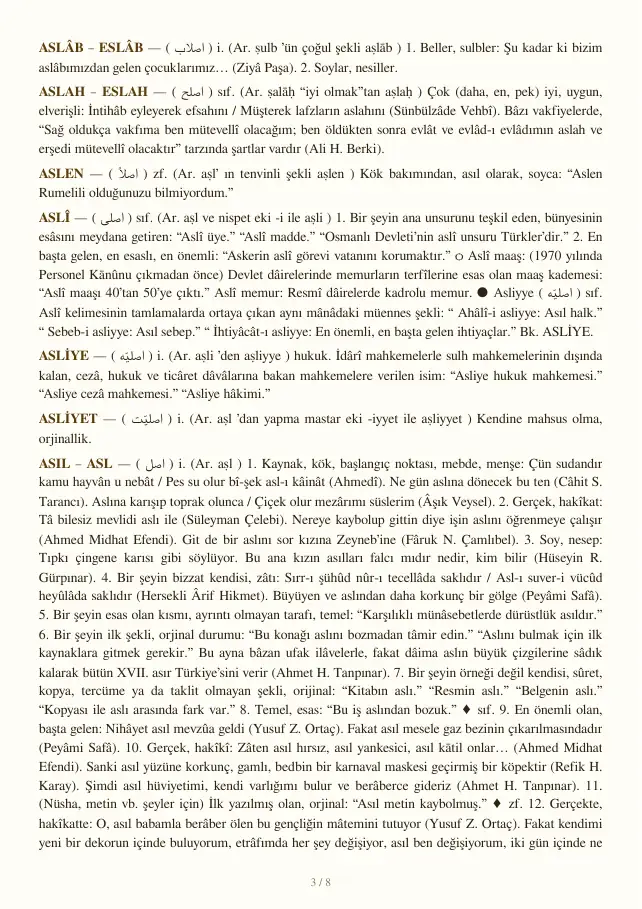 ASLÂB – ESLÂB — ( اصلاب ) i. (Ar. ṣulb ’ün çoğul şekli aṣlāb ) 1. Beller, sulbler: Şu kadar ki bizim
aslâbımızdan gelen çocuklarımız… (Ziyâ Paşa). 2. Soylar, nesiller.
ASLAH – ESLAH — ( اصلح ) sıf. (Ar. ṣalāḥ “iyi olmak”tan aṣlaḥ ) Çok (daha, en, pek) iyi, uygun,
elverişli: İntihâb eyleyerek efsahını / Müşterek lafzların aslahını (Sünbülzâde Vehbî). Bâzı vakfiyelerde,
“Sağ oldukça vakfıma ben mütevellî olacağım; ben öldükten sonra evlât ve evlâd-ı evlâdımın aslah ve
erşedi mütevellî olacaktır” tarzında şartlar vardır (Ali H. Berki).
ASLEN — ( اصلاً ) zf. (Ar. aṣl’ ın tenvinli şekli aṣlen ) Kök bakımından, asıl olarak, soyca: “Aslen
Rumelili olduğunuzu bilmiyordum.”
ASLÎ — ( اصلى ) sıf. (Ar. aṣl ve nispet eki -і ile aṣlі ) 1. Bir şeyin ana unsurunu teşkil eden, bünyesinin
esâsını meydana getiren: “Aslî üye.” “Aslî madde.” “Osmanlı Devleti’nin aslî unsuru Türkler’dir.” 2. En
başta gelen, en esaslı, en önemli: “Askerin aslî görevi vatanını korumaktır.” ο Aslî maaş: (1970 yılında
Personel Kānûnu çıkmadan önce) Devlet dâirelerinde memurların terfîlerine esas olan maaş kademesi:
“Aslî maaşı 40’tan 50’ye çıktı.” Aslî memur: Resmî dâirelerde kadrolu memur. ● Asliyye ( اصليّه ) sıf.
Aslî kelimesinin tamlamalarda ortaya çıkan aynı mânâdaki müennes şekli: “ Ahâlî-i asliyye: Asıl halk.”
“ Sebeb-i asliyye: Asıl sebep.” “ İhtiyâcât-ı asliyye: En önemli, en başta gelen ihtiyaçlar.” Bk. ASLİYE.
ASLİYE — ( اصليّه ) i. (Ar. aṣlі ’den aṣliyye ) hukuk. İdârî mahkemelerle sulh mahkemelerinin dışında
kalan, cezâ, hukuk ve ticâret dâvâlarına bakan mahkemelere verilen isim: “Asliye hukuk mahkemesi.”
“Asliye cezâ mahkemesi.” “Asliye hâkimi.”
ASLİYET — ( اصليّت ) i. (Ar. aṣl ’dan yapma mastar eki -iyyet ile aṣliyyet ) Kendine mahsus olma,
orjinallik.
ASIL – ASL — ( اصل ) i. (Ar. aṣl ) 1. Kaynak, kök, başlangıç noktası, mebde, menşe: Çün sudandır
kamu hayvân u nebât / Pes su olur bî-şek asl-ı kâinât (Ahmedî). Ne gün aslına dönecek bu ten (Câhit S.
Tarancı). Aslına karışıp toprak olunca / Çiçek olur mezârımı süslerim (Âşık Veysel). 2. Gerçek, hakîkat:
Tâ bilesiz mevlidi aslı ile (Süleyman Çelebi). Nereye kaybolup gittin diye işin aslını öğrenmeye çalışır
(Ahmed Midhat Efendi). Git de bir aslını sor kızına Zeyneb’ine (Fâruk N. Çamlıbel). 3. Soy, nesep:
Tıpkı çingene karısı gibi söylüyor. Bu ana kızın asılları falcı mıdır nedir, kim bilir (Hüseyin R.
Gürpınar). 4. Bir şeyin bizzat kendisi, zâtı: Sırr-ı şühûd nûr-ı tecellâda saklıdır / Asl-ı suver-i vücûd
heyûlâda saklıdır (Hersekli Ârif Hikmet). Büyüyen ve aslından daha korkunç bir gölge (Peyâmi Safâ).
5. Bir şeyin esas olan kısmı, ayrıntı olmayan tarafı, temel: “Karşılıklı münâsebetlerde dürüstlük asıldır.”
6. Bir şeyin ilk şekli, orjinal durumu: “Bu konağı aslını bozmadan tâmir edin.” “Aslını bulmak için ilk
kaynaklara gitmek gerekir.” Bu ayna bâzan ufak ilâvelerle, fakat dâima aslın büyük çizgilerine sâdık
kalarak bütün XVII. asır Türkiye’sini verir (Ahmet H. Tanpınar). 7. Bir şeyin örneği değil kendisi, sûret,
kopya, tercüme ya da taklit olmayan şekli, orijinal: “Kitabın aslı.” “Resmin aslı.” “Belgenin aslı.”
“Kopyası ile aslı arasında fark var.” 8. Temel, esas: “Bu iş aslından bozuk.” ♦ sıf. 9. En önemli olan,
başta gelen: Nihâyet asıl mevzûa geldi (Yusuf Z. Ortaç). Fakat asıl mesele gaz bezinin çıkarılmasındadır
(Peyâmi Safâ). 10. Gerçek, hakîkî: Zâten asıl hırsız, asıl yankesici, asıl kātil onlar… (Ahmed Midhat
Efendi). Sanki asıl yüzüne korkunç, gamlı, bedbin bir karnaval maskesi geçirmiş bir köpektir (Refik H.
Karay). Şimdi asıl hüviyetimi, kendi varlığımı bulur ve berâberce gideriz (Ahmet H. Tanpınar). 11.
(Nüsha, metin vb. şeyler için) İlk yazılmış olan, orjinal: “Asıl metin kaybolmuş.” ♦ zf. 12. Gerçekte,
hakîkatte: O, asıl babamla berâber ölen bu gençliğin mâtemini tutuyor (Yusuf Z. Ortaç). Fakat kendimi
yeni bir dekorun içinde buluyorum, etrâfımda her şey değişiyor, asıl ben değişiyorum, iki gün içinde ne
3 / 8